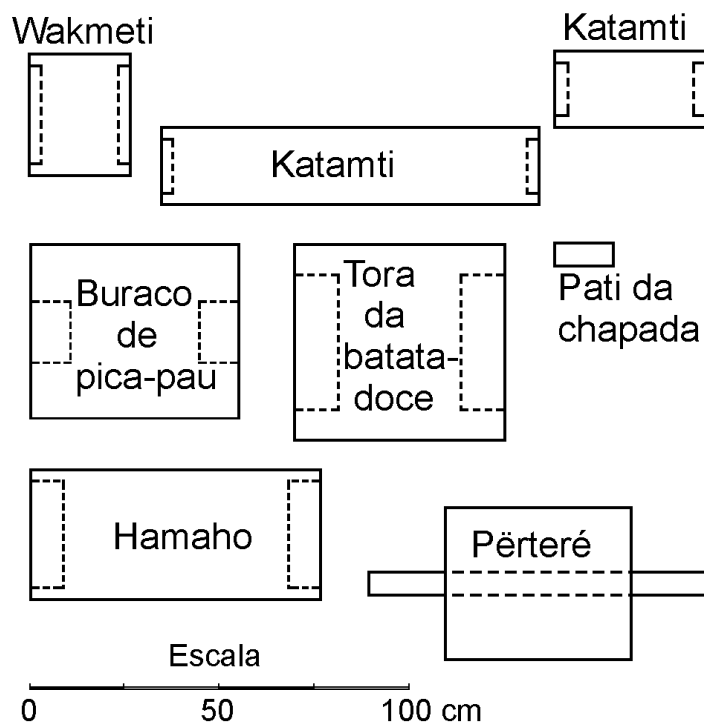 Wakmeti
Katamti
Katamti
Buraco
de
pica-pau
Tora
da
batata-
doce
Pati da
chapada
Hamaho
Përteré
Escala
0 50 100 cm